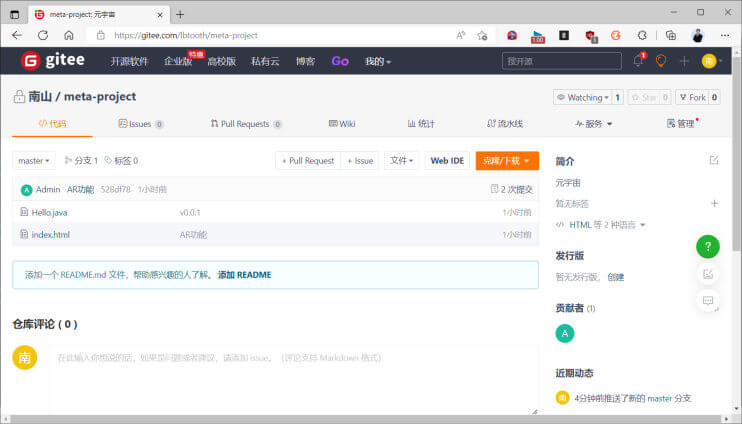 meta-project: 元宇宙
https://gitee.com/lbtooth/meta-project
1.00
1
gitee 开源软件 企业版 特惠 高校版 私有云 博客 Go 我的 搜开源 1 南
南山 / meta-project
Watching 1 Star 0 Fork 0
代码 Issues 0 Pull Requests 0 Wiki 统计 流水线 服务 管理
master 分支 1 标签 0 + Pull Request + Issue 文件 Web IDE 克隆/下载
A Admin AR功能 528df78 1小时前 2 次提交
Hello.java v0.0.1 1小时前
index.html AR功能 1小时前
添加一个 README.md 文件，帮助感兴趣的人了解。 添加 README
仓库评论 ( 0 )
南
在此输入你想说的话，如果是问题或者建议，请添加 issue。（评论支持 Markdown 格式）
简介
元宇宙
暂无标签
HTML 等 2 种语言
发行版
暂无发行版，创建
贡献者 (1)
A
近期动态
南 4分钟前推送了新的 master 分支
?